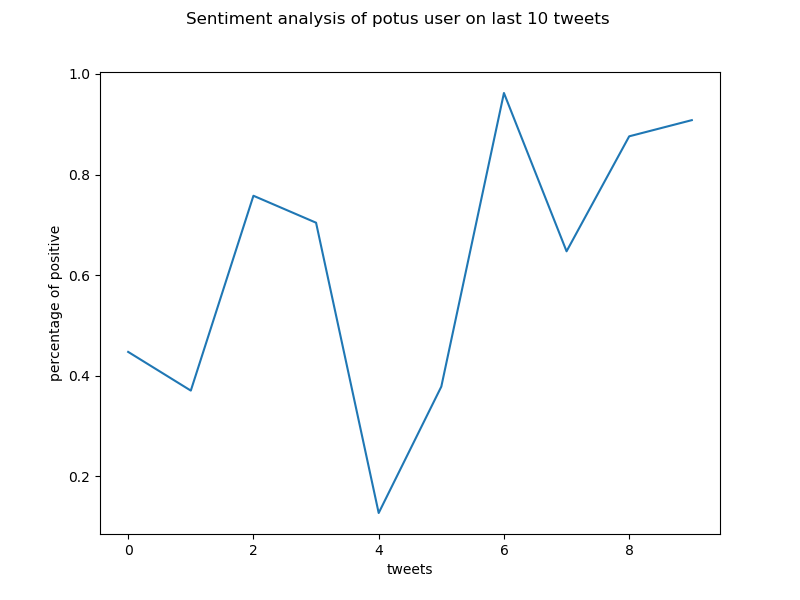 Sentiment analysis of potus user on last 10 tweets
1.0
0.8
0.6
0.4
0.2
percentage of positive
0 2 4 6 8
tweets